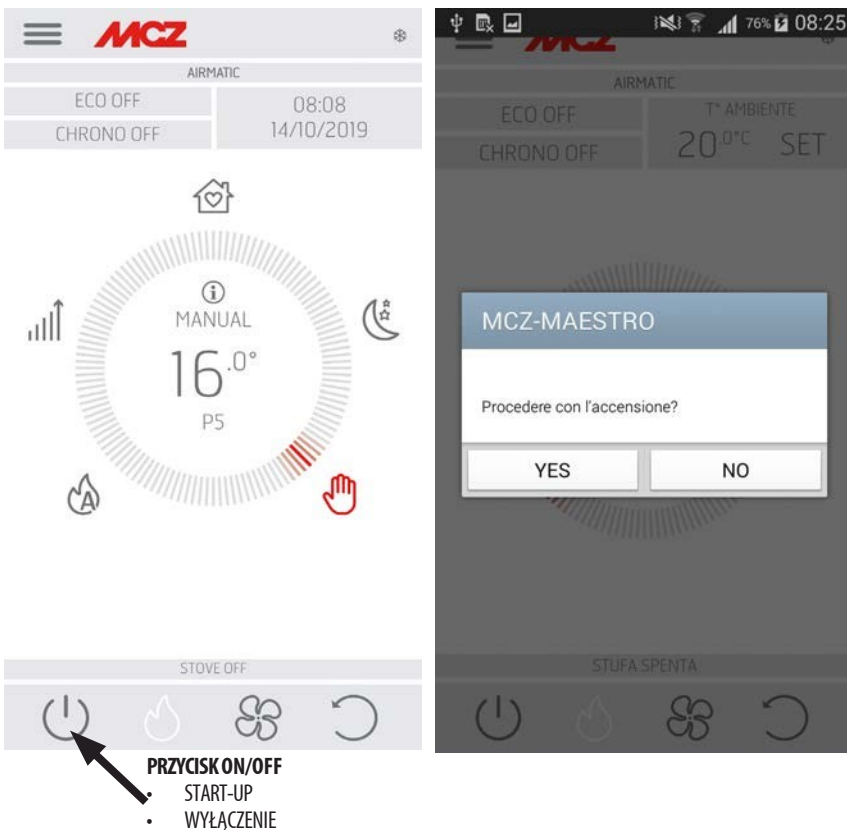 MCZ
AIRMATIC
ECO OFF
08:08
CHRONO OFF
14/10/2019
MANUAL
16.0°
P5
A
STOVE OFF
PRZYCISK ON/OFF
• START-UP
• WYŁĄCZENIE
76% 08:25
MCZ
AIRMATIC
ECO OFF
T° AMBIENTE
CHRONO OFF
20.0°C SET
MCZ-MAESTRO
Procedere con l'accensione?
YES NO
STUFA SPENTA